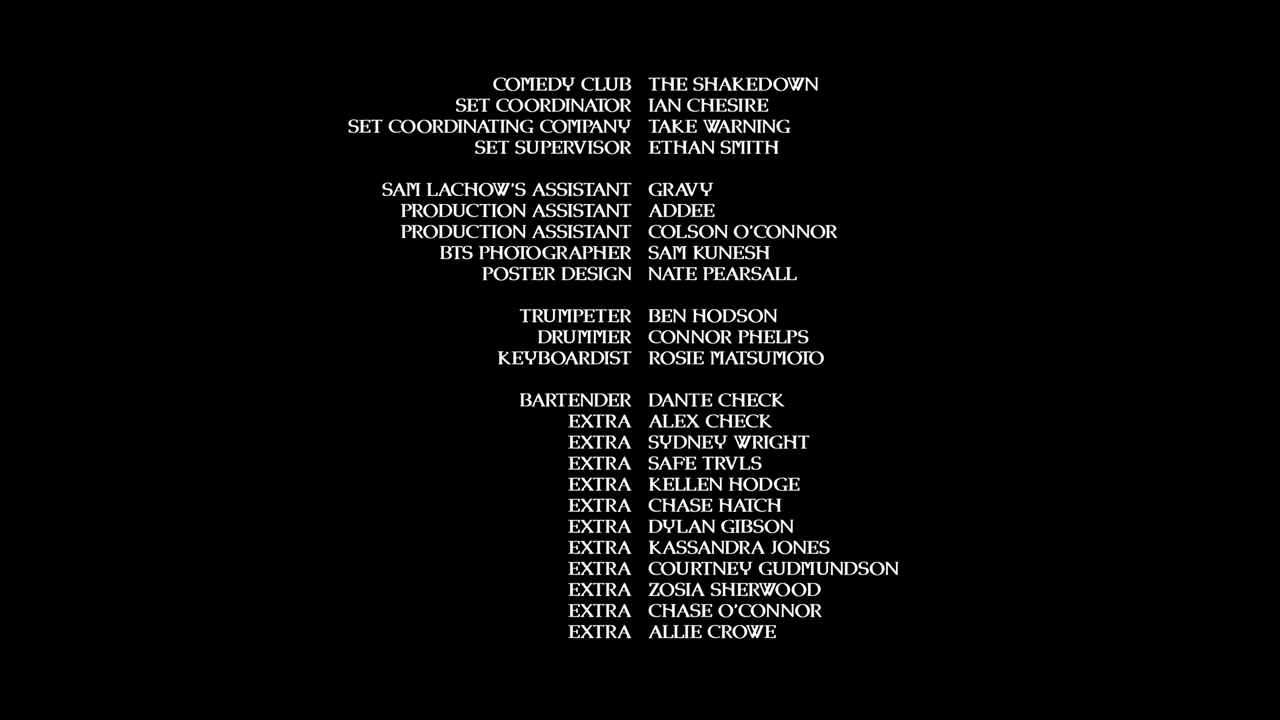 COMEDY CLUB THE SHAKEDOWN
SET COORDINATOR IAN CHESIRE
SET COORDINATING COMPANY TAKE WARNING
SET SUPERVISOR ETHAN SMITH
SAM LACHOW'S ASSISTANT GRAVY
PRODUCTION ASSISTANT ADDEE
PRODUCTION ASSISTANT COLSON O'CONNOR
BTS PHOTOGRAPHER SAM KUNESH
POSTER DESIGN NATE PEARSALL
TRUMPETER BEN HODSON
DRUMMER CONNOR PHELPS
KEYBOARDIST ROSIE MATSUMOTO
BARTENDER DANTE CHECK
EXTRA ALEX CHECK
EXTRA SYDNEY WRIGHT
EXTRA SAFE TRVLS
EXTRA KELLEN HODGE
EXTRA CHASE HATCH
EXTRA DYLAN GIBSON
EXTRA KASSANDRA JONES
EXTRA COURTNEY GUDMUNDSON
EXTRA ZOSIA SHERWOOD
EXTRA CHASE O'CONNOR
EXTRA ALLIE CROWE